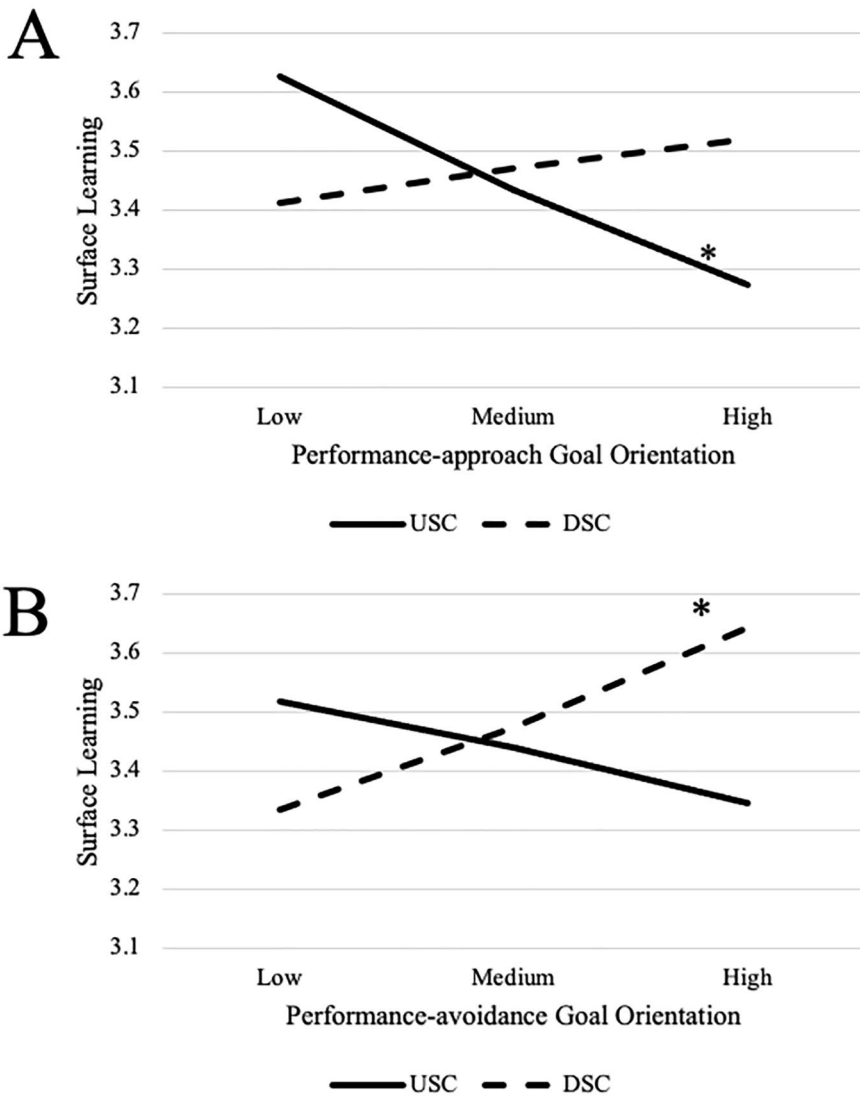 A
3.7
3.6
3.5
3.4
3.3
3.2
3.1
Surface Learning
*
Low Medium High
Performance-approach Goal Orientation
USC DSC
B
3.7
3.6
3.5
3.4
3.3
3.2
3.1
Surface Learning
*
Low Medium High
Performance-avoidance Goal Orientation
USC DSC